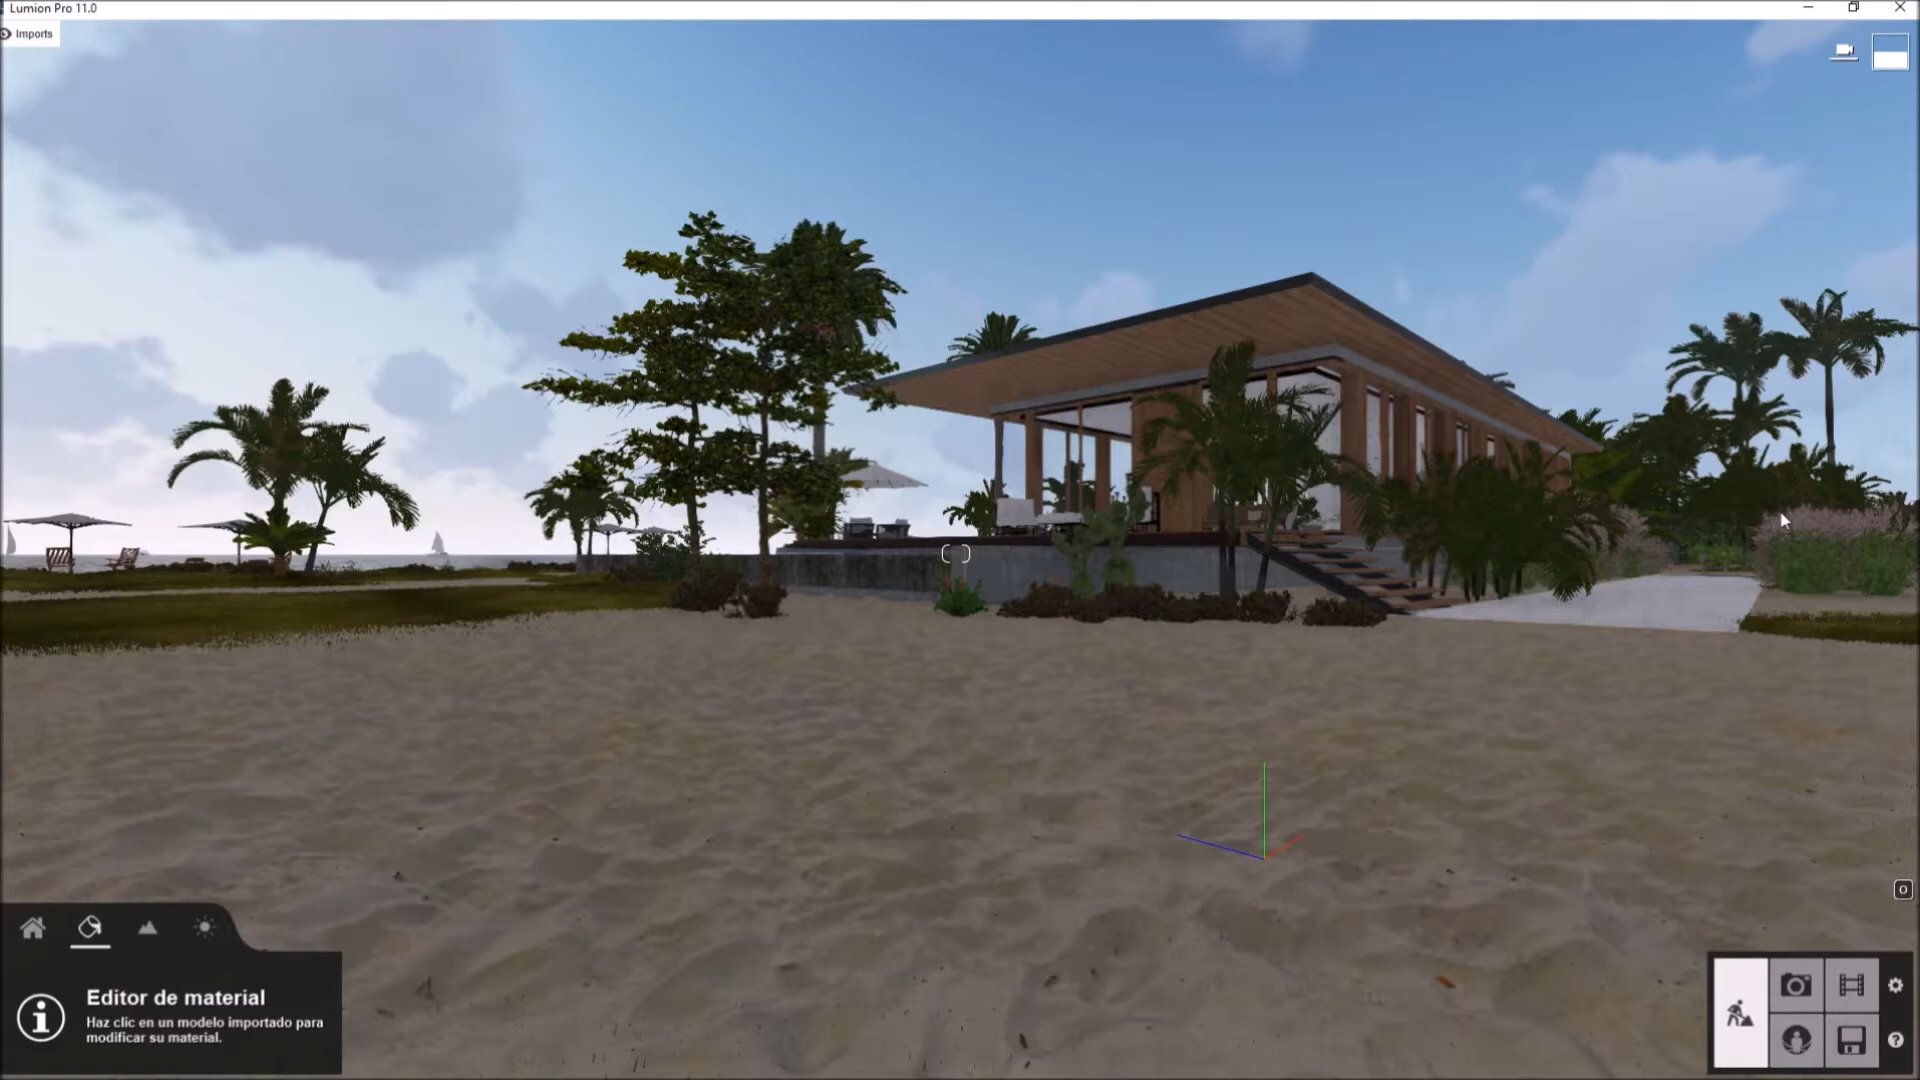 Lumion Pro 11.0
Imports
Editor de material
Haz clic en un modelo importado para
modificar su material.